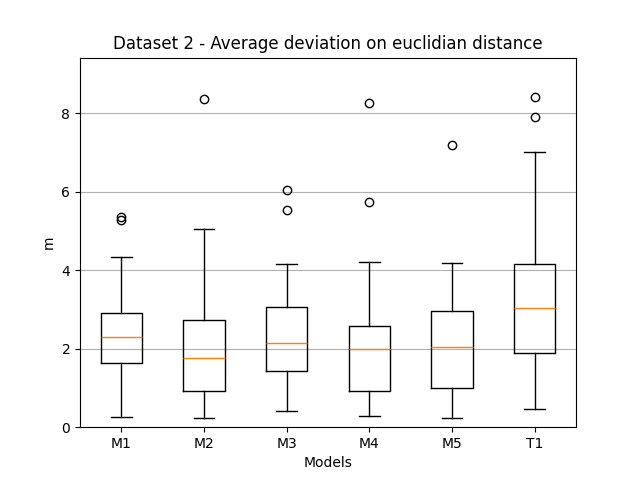 Dataset 2 - Average deviation on euclidian distance
8
6
4
2
0
m
M1 M2 M3 M4 M5 T1
Models